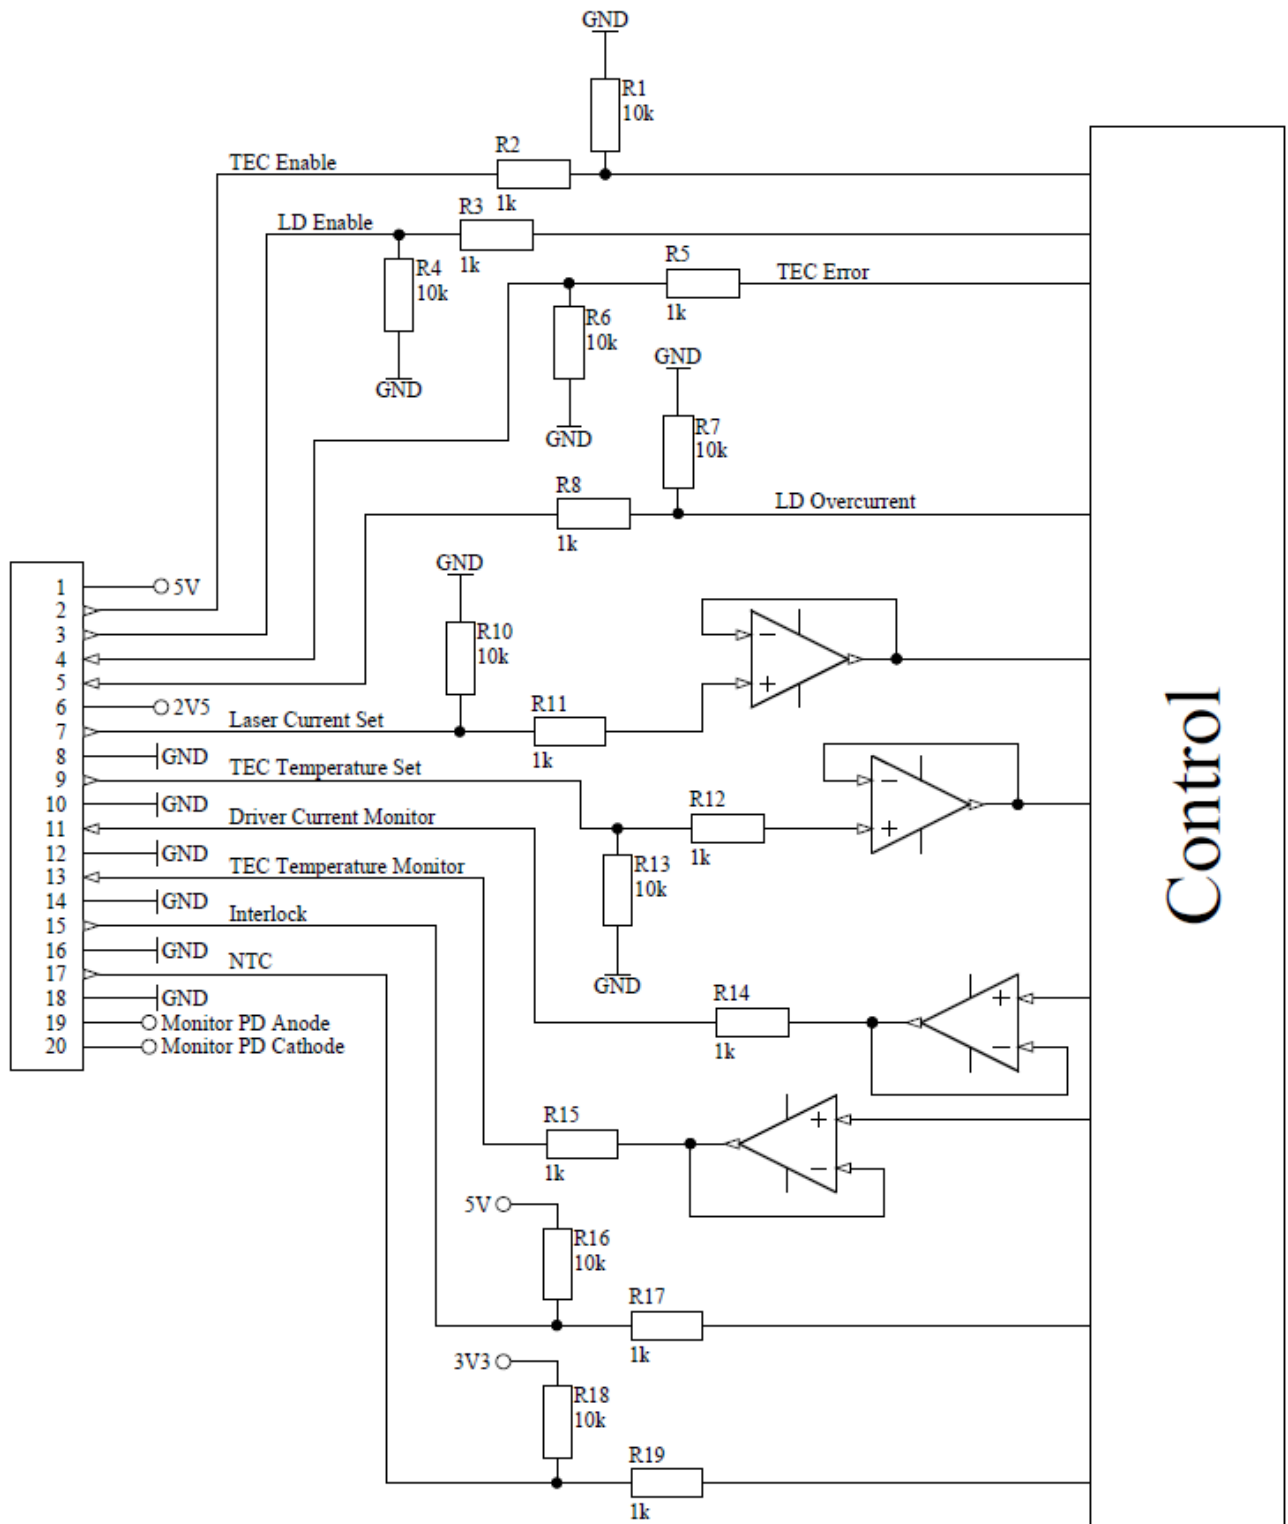 GND
R1
10k
R2
TEC Enable
1k
R3
LD Enable
1k
R4
10k
GND
R5
TEC Error
1k
R6
10k
GND
GND
R7
10k
R8
LD Overcurrent
1k
GND
R10
10k
1
5V
2
3
4
5
6
2V5
7
Laser Current Set
R11
1k
−
+
8
GND
9
TEC Temperature Set
R12
1k
−
+
R13
10k
GND
10
GND
11
Driver Current Monitor
12
GND
13
TEC Temperature Monitor
14
GND
15
Interlock
16
GND
17
NTC
18
GND
19
Monitor PD Anode
20
Monitor PD Cathode
R14
1k
+
−
R15
1k
+
−
5V
R16
10k
R17
1k
3V3
R18
10k
R19
1k
Control